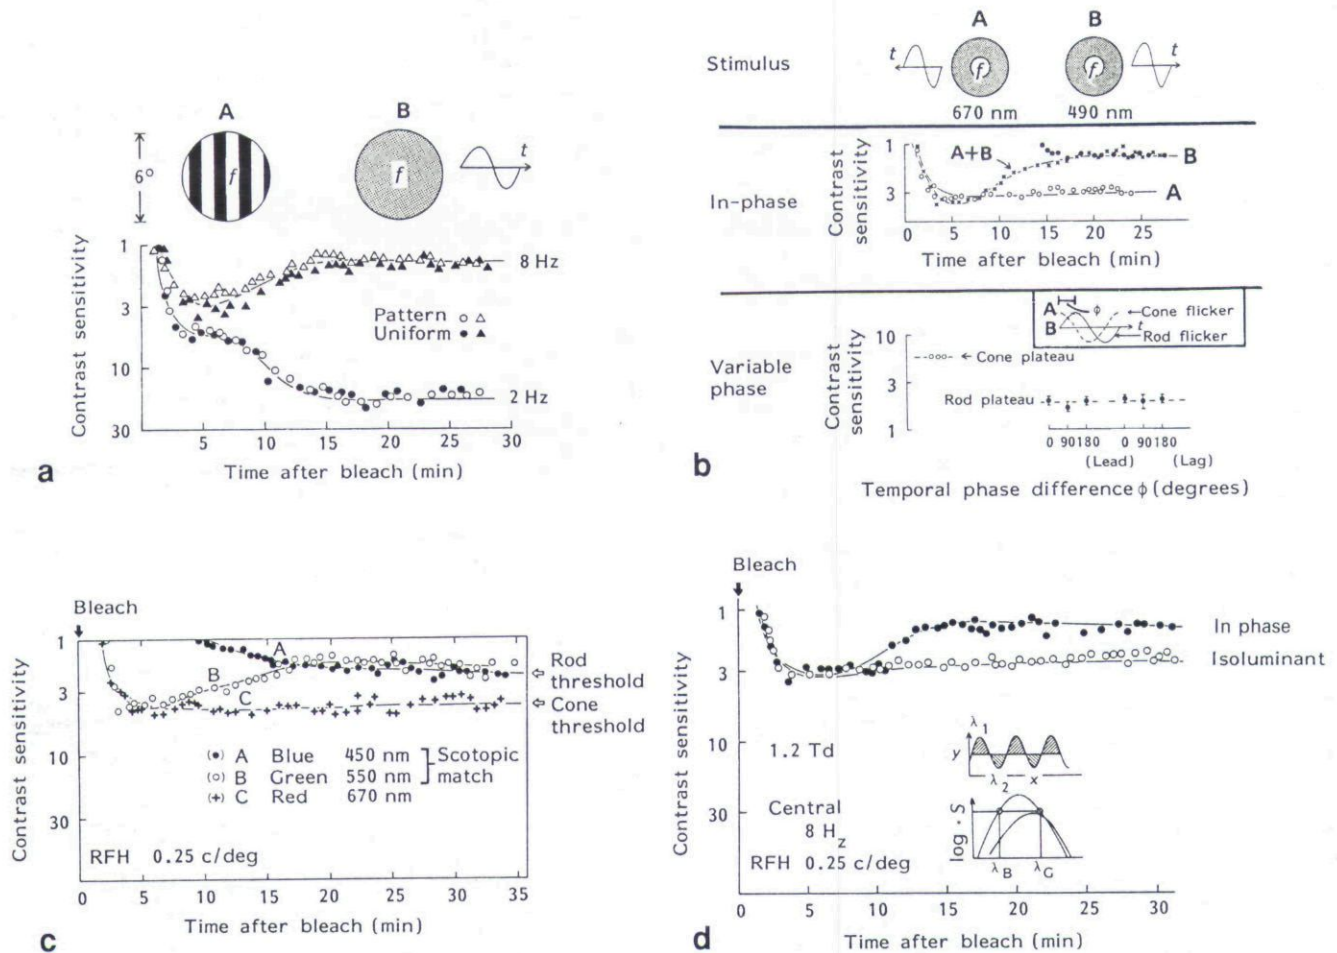 A
B
6°
f
f
t
Contrast sensitivity
1
3
10
30
8 Hz
Pattern ○ △
Uniform ● ▲
2 Hz
5 10 15 20 25 30
Time after bleach (min)
a
A
B
Stimulus
t
f
f
t
670 nm
490 nm
In-phase
Contrast
sensitivity
1
3
A+B
B
A
0 5 10 15 20 25
Time after bleach (min)
Variable
phase
Contrast
sensitivity
10
3
2
1
A
B
φ
t
Cone flicker
Rod flicker
Cone plateau
Rod plateau
0 90 180
0 90 180
(Lead)
(Lag)
Temporal phase difference φ (degrees)
b
Bleach
Contrast sensitivity
1
3
10
30
A
B
C
Rod
threshold
Cone
threshold
(●) A Blue 450 nm
(○) B Green 550 nm
Scotopic
match
(+) C Red 670 nm
RFH 0.25 c/deg
0 5 10 15 20 25 30 35
Time after bleach (min)
c
Bleach
Contrast sensitivity
1
3
10
30
In phase
Isoluminant
1.2 Td
Central
8 Hz
RFH 0.25 c/deg
λ1
y
λ2
x
log · S
λB
λG
0 5 10 15 20 25 30
Time after bleach (min)
d